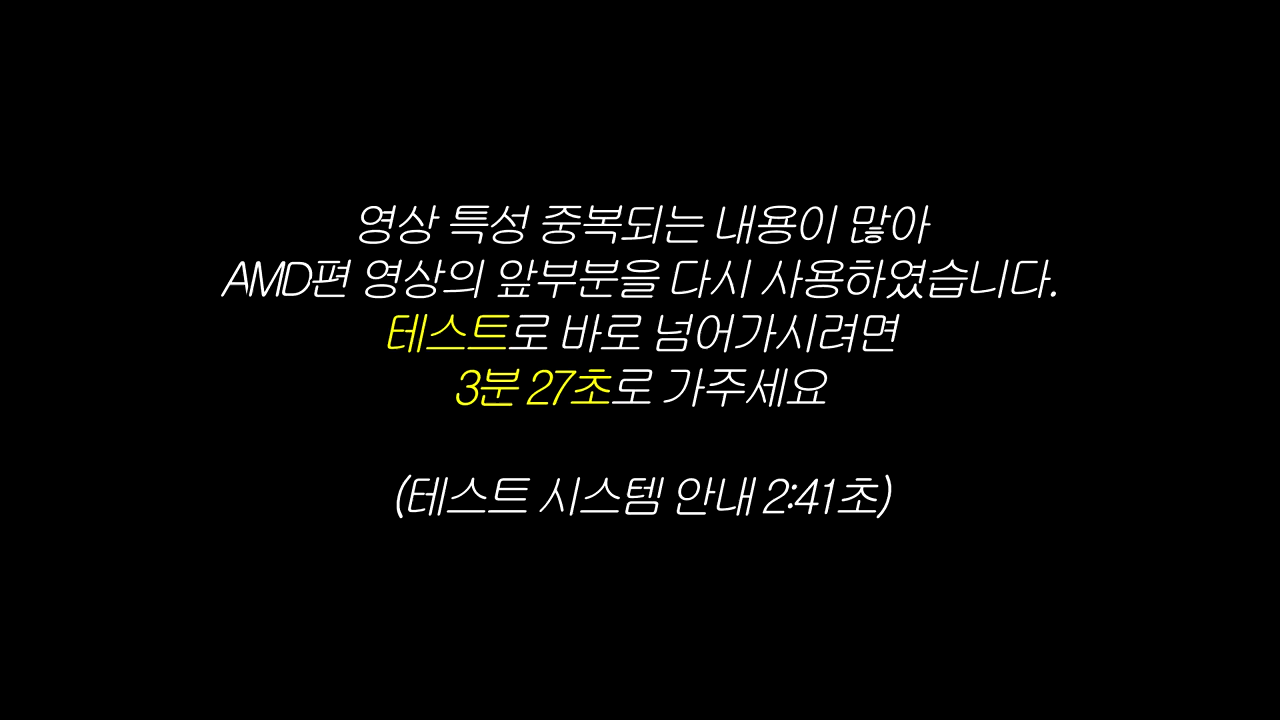 영상 특성 중복되는 내용이 많아
AMD편 영상의 앞부분을 다시 사용하였습니다.
테스트로 바로 넘어가시려면
3분 27초로 가주세요
(테스트 시스템 안내 2:41초)